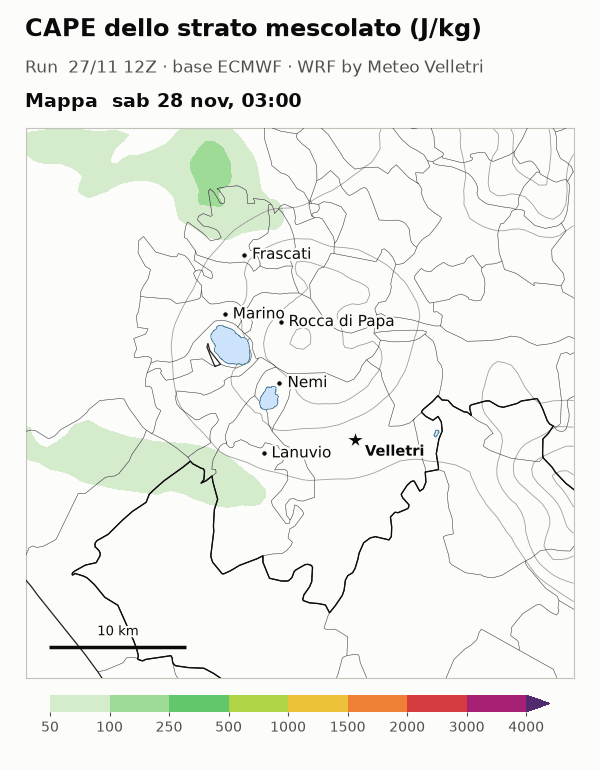 CAPE dello strato mescolato (J/kg)
Run  27/11 12Z · base ECMWF · WRF by Meteo Velletri
Mappa  sab 28 nov, 03:00
Frascati
Marino
Rocca di Papa
Nemi
Velletri
Lanuvio
10 km
50 100 250 500 1000 1500 2000 3000 4000